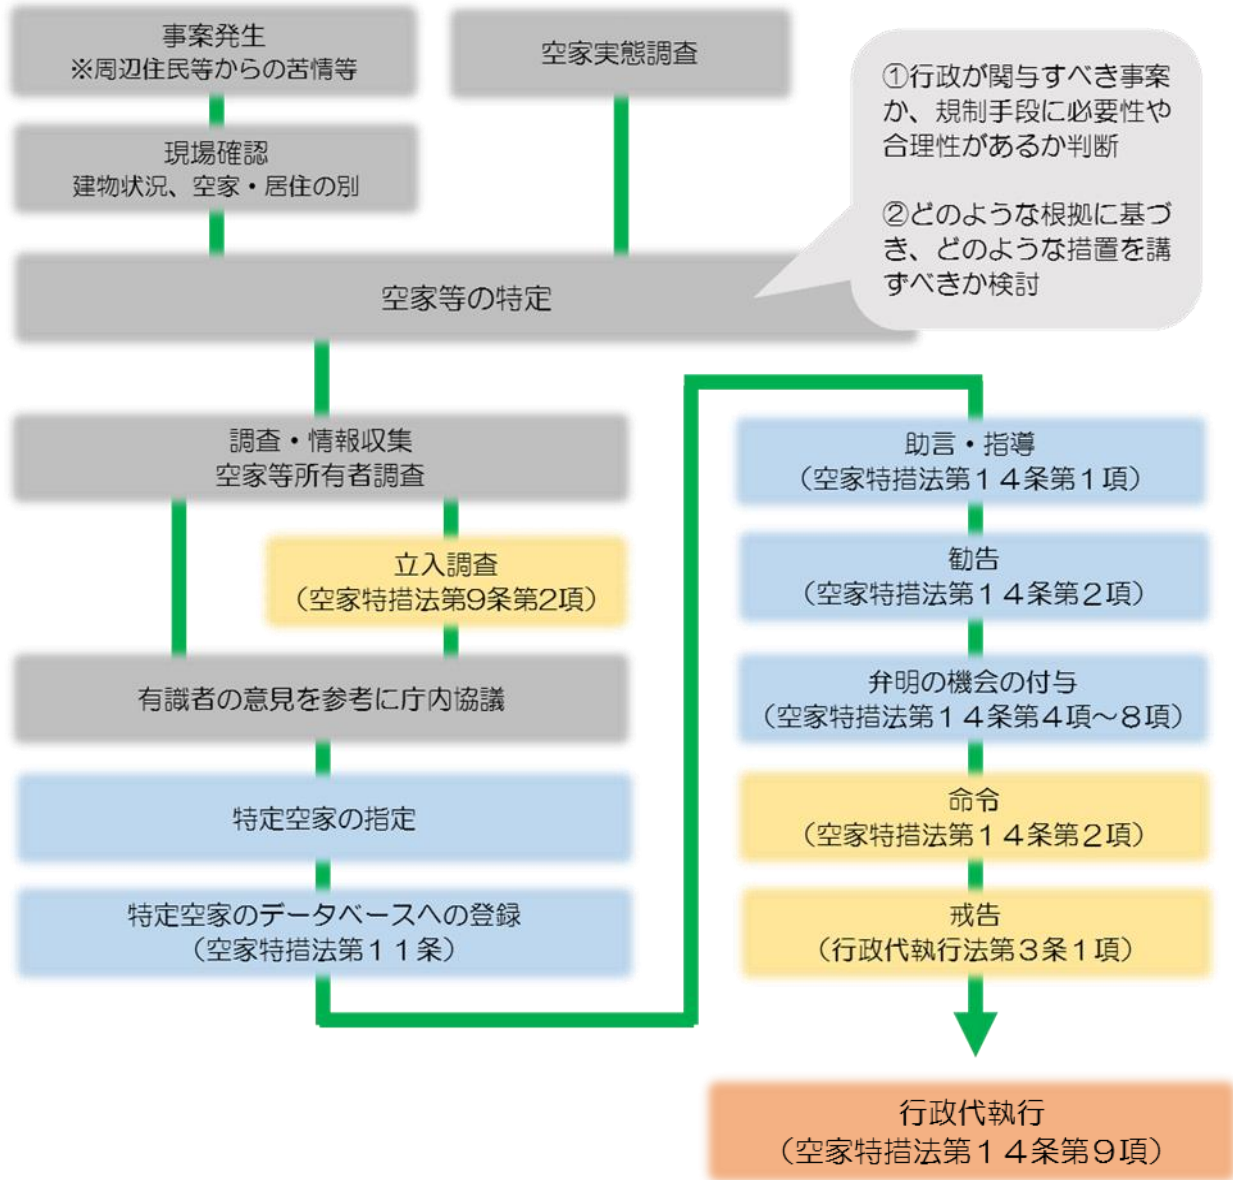 事案発生
※周辺住民等からの苦情等
空家実態調査
①行政が関与すべき事案
か、規制手段に必要性や
合理性があるか判断
②どのような根拠に基づ
き、どのような措置を講
ずべきか検討
現場確認
建物状況、空家・居住の別
空家等の特定
調査・情報収集
空家等所有者調査
立入調査
（空家特措法第9条第2項）
有識者の意見を参考に庁内協議
特定空家の指定
特定空家のデータベースへの登録
（空家特措法第１１条）
助言・指導
（空家特措法第１４条第１項）
勧告
（空家特措法第１４条第２項）
弁明の機会の付与
（空家特措法第１４条第４項～８項）
命令
（空家特措法第１４条第２項）
戒告
（行政代執行法第３条１項）
行政代執行
（空家特措法第１４条第９項）